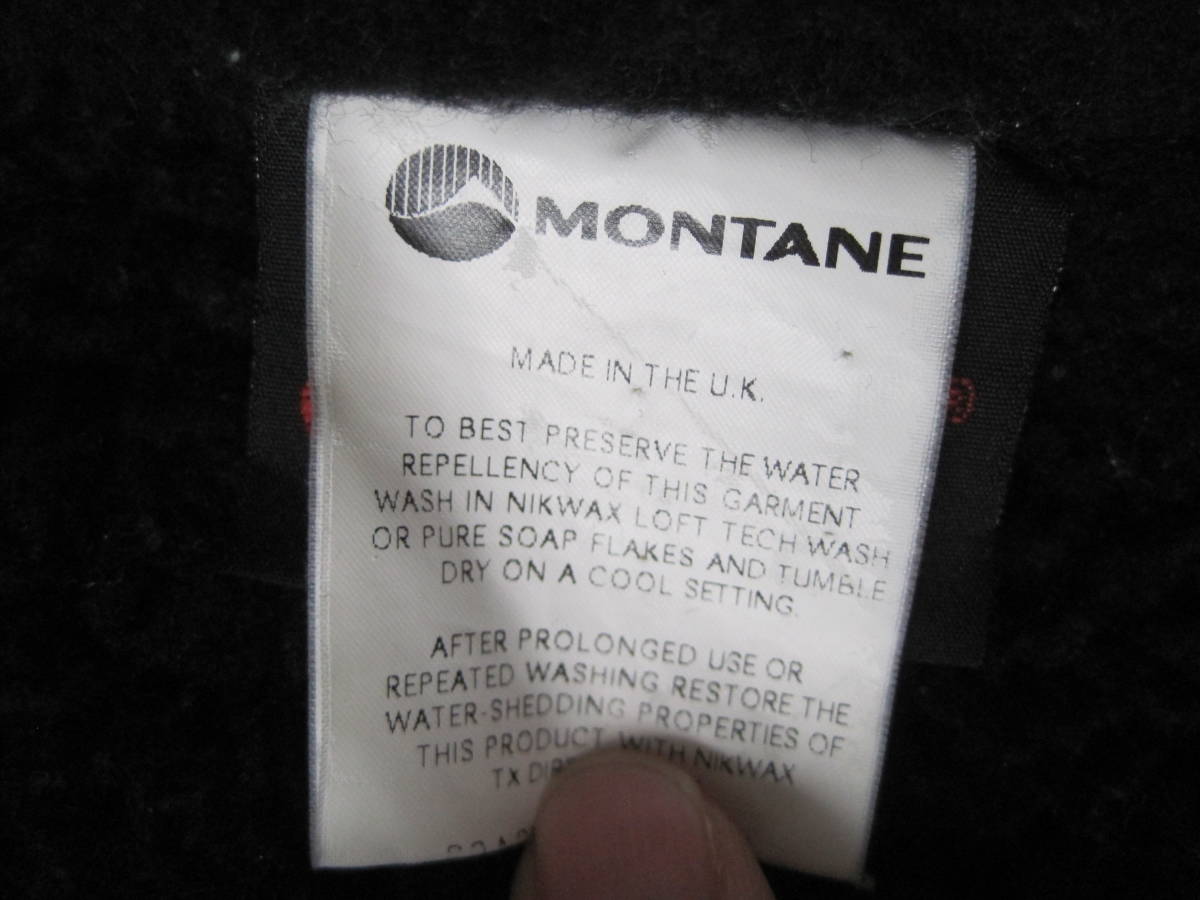 MONTANE
MADE IN THE U.K.
TO BEST PRESERVE THE WATER
REPELLENCY OF THIS GARMENT
WASH IN NIKWAX LOFT TECH WASH
OR PURE SOAP FLAKES AND TUMBLE
DRY ON A COOL SETTING.
AFTER PROLONGED USE OR
REPEATED WASHING RESTORE THE
WATER-SHEDDING PROPERTIES OF
THIS PRODUCT WITH NIKWAX
TX